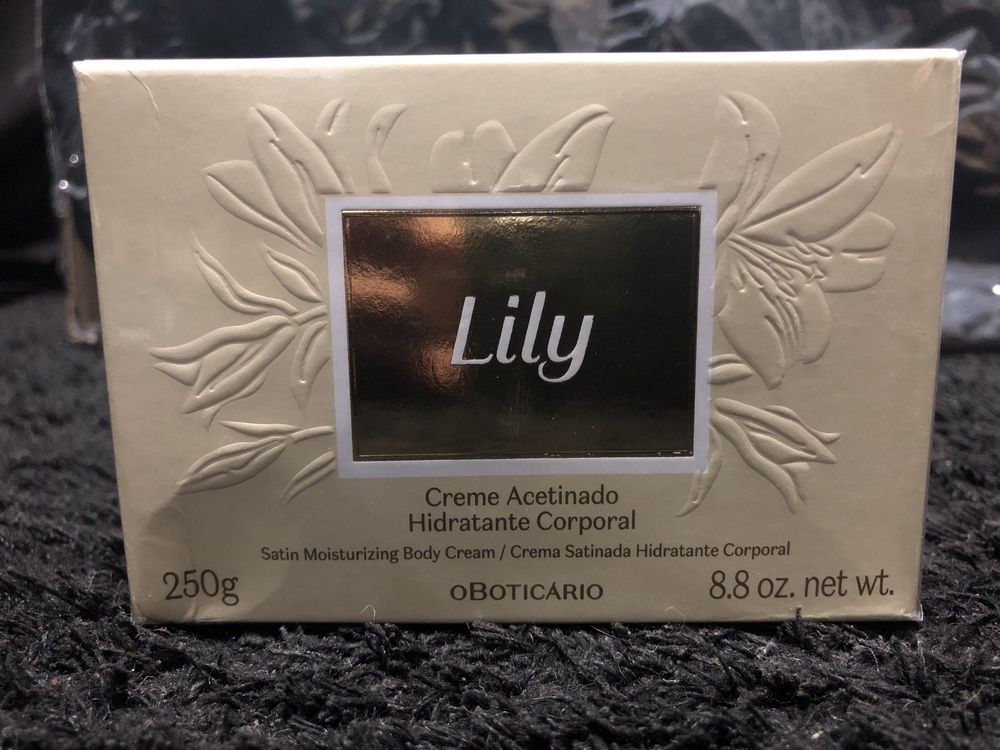 Lily
Creme Acetinado
Hidratante Corporal
Satin Moisturizing Body Cream / Crema Satinada Hidratante Corporal
250g
oBOTICÁRIO
8.8 oz. net wt.